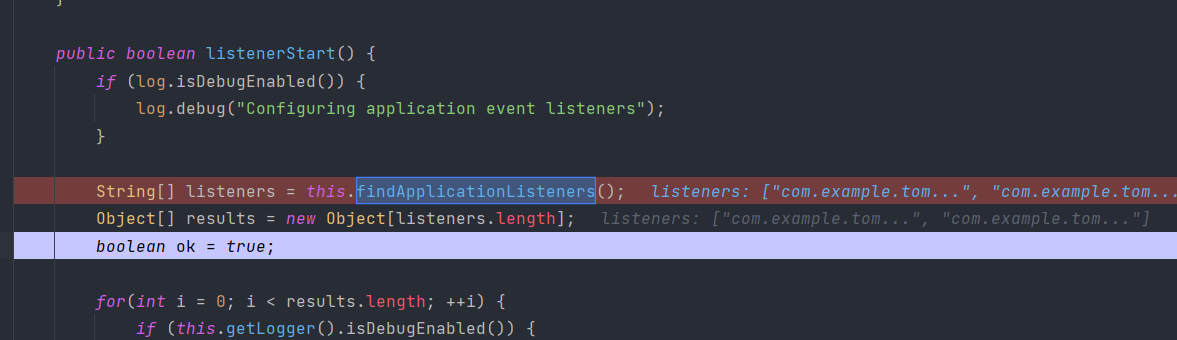 }
public boolean listenerStart() {
if (log.isDebugEnabled()) {
log.debug("Configuring application event listeners");
}
String[] listeners = this.findApplicationListeners(); listeners: ["com.example.tom...", "com.example.tom...
Object[] results = new Object[listeners.length]; listeners: ["com.example.tom...", "com.example.tom..."]
boolean ok = true;
for(int i = 0; i < results.length; ++i) {
if (this.getLogger().isDebugEnabled()) {